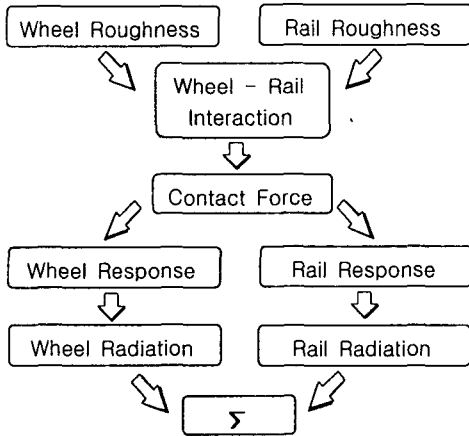 Wheel Roughness
Rail Roughness
Wheel – Rail
Interaction
Contact Force
Wheel Response
Rail Response
Wheel Radiation
Rail Radiation
Σ